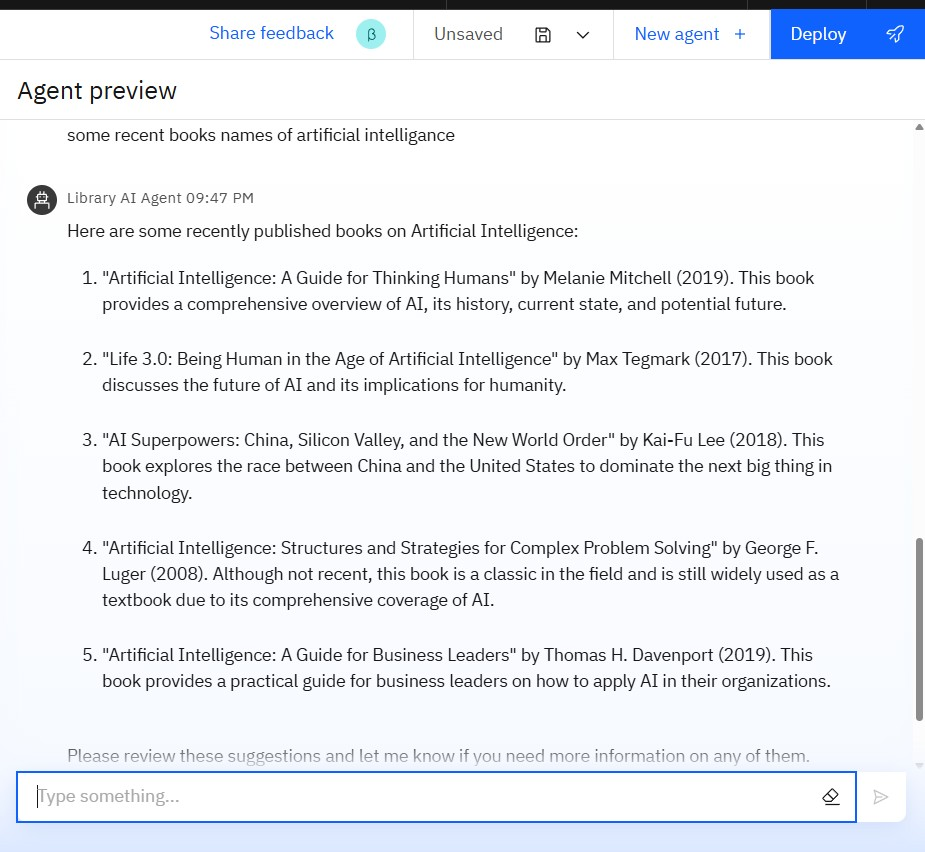 Share feedback β Unsaved New agent + Deploy
Agent preview
some recent books names of artificial intelligance
Library AI Agent 09:47 PM
Here are some recently published books on Artificial Intelligence:
1. "Artificial Intelligence: A Guide for Thinking Humans" by Melanie Mitchell (2019). This book
provides a comprehensive overview of AI, its history, current state, and potential future.
2. "Life 3.0: Being Human in the Age of Artificial Intelligence" by Max Tegmark (2017). This book
discusses the future of AI and its implications for humanity.
3. "AI Superpowers: China, Silicon Valley, and the New World Order" by Kai-Fu Lee (2018). This
book explores the race between China and the United States to dominate the next big thing in
technology.
4. "Artificial Intelligence: Structures and Strategies for Complex Problem Solving" by George F.
Luger (2008). Although not recent, this book is a classic in the field and is still widely used as a
textbook due to its comprehensive coverage of AI.
5. "Artificial Intelligence: A Guide for Business Leaders" by Thomas H. Davenport (2019). This
book provides a practical guide for business leaders on how to apply AI in their organizations.
Please review these suggestions and let me know if you need more information on any of them.
Type something...